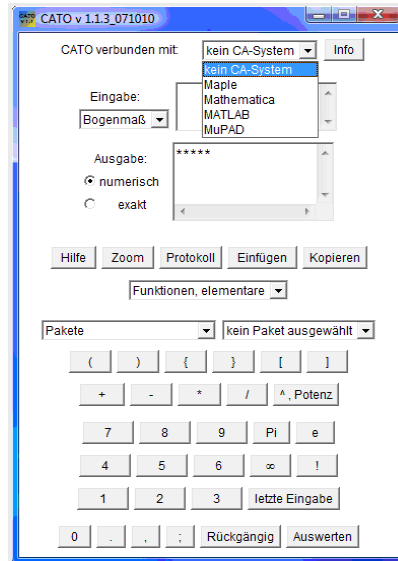 CATO v 1.1.3_071010
CATO verbunden mit: kein CA-System Info
kein CA-System
Maple
Mathematica
MATLAB
MuPAD
Eingabe:
Bogenmaß
Ausgabe:
*****
numerisch
exakt
Hilfe Zoom Protokoll Einfügen Kopieren
Funktionen, elementare
Pakete kein Paket ausgewählt
( ) { } [ ]
+ - * / ^ , Potenz
7 8 9 Pi e
4 5 6 ∞ !
1 2 3 letzte Eingabe
0 . , ; Rückgängig Auswerten